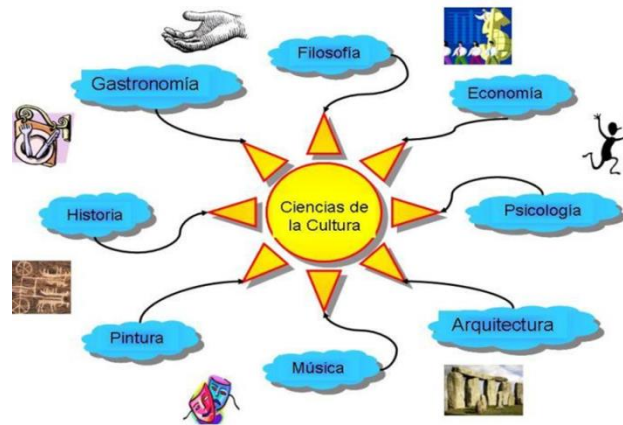 Filosofía
Gastronomía
Economía
Historia
Ciencias de
la Cultura
Psicología
Pintura
Música
Arquitectura